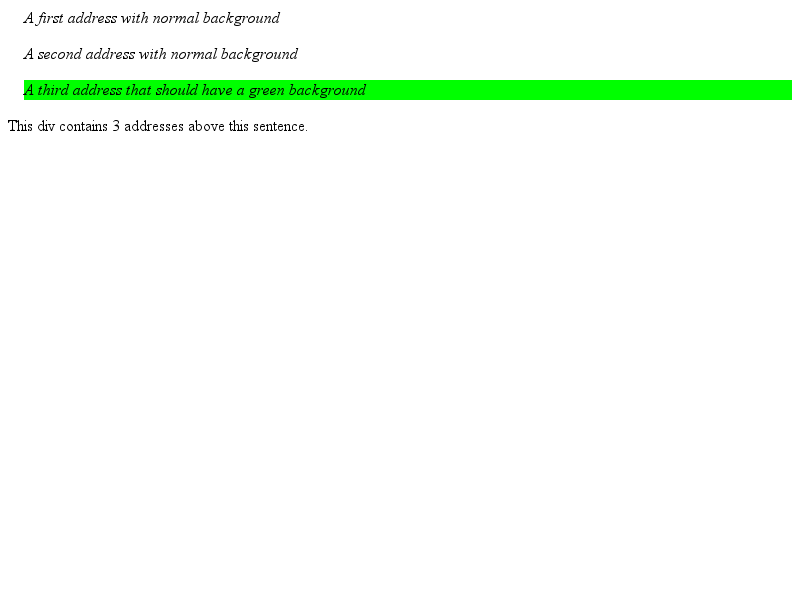 A first address with normal background
A second address with normal background
A third address that should have a green background
This div contains 3 addresses above this sentence.